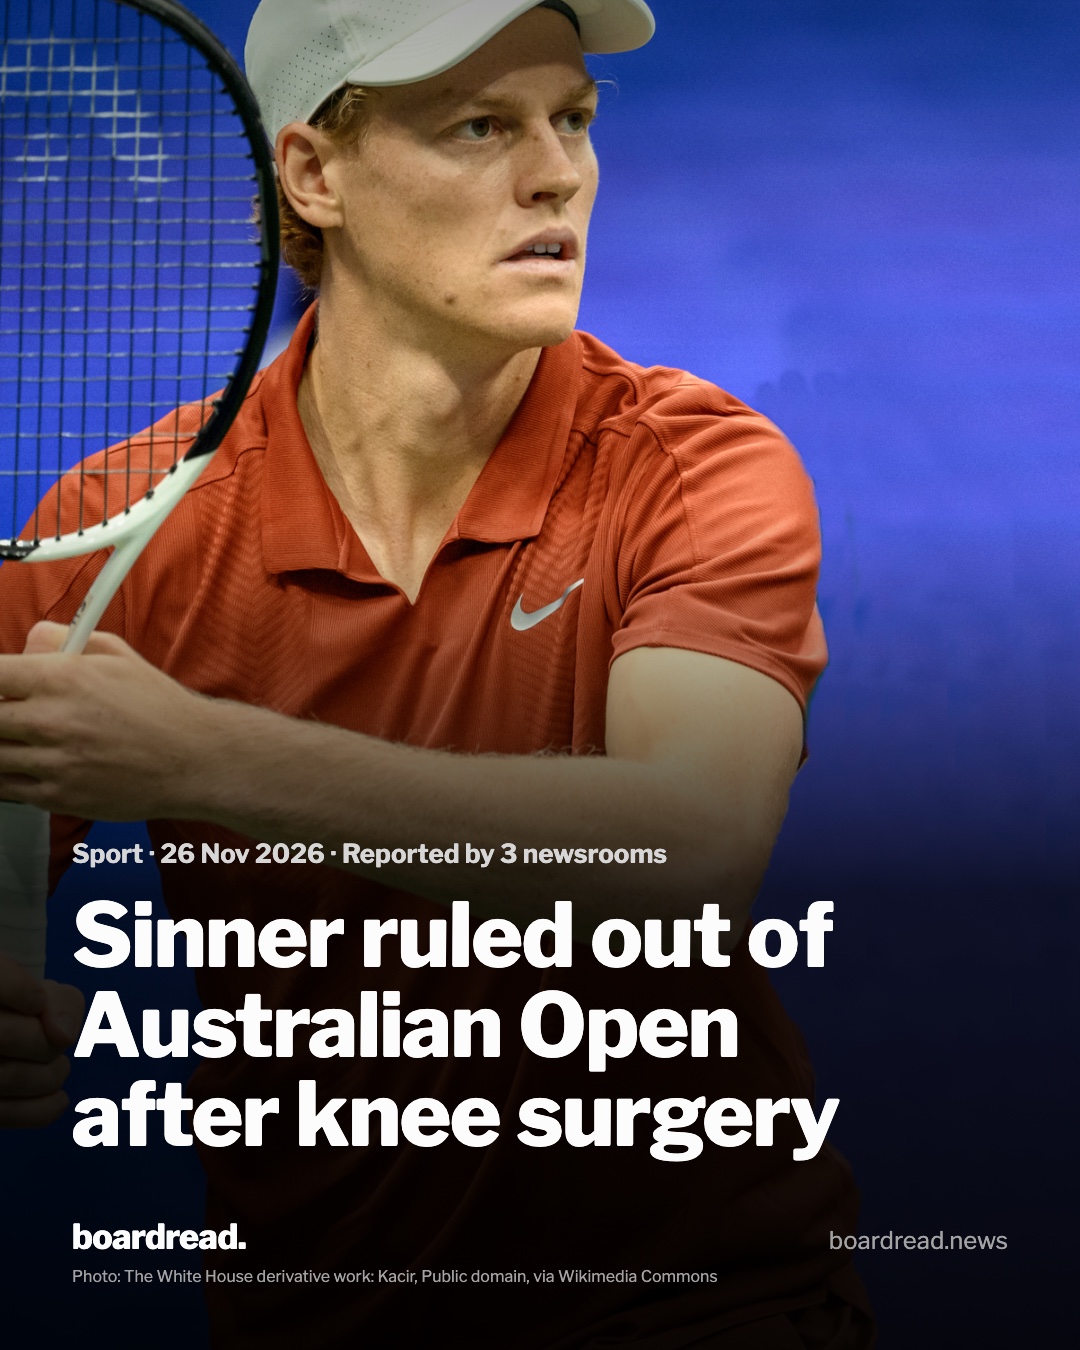 Sport · 26 Nov 2026 · Reported by 3 newsrooms
Sinner ruled out of
Australian Open
after knee surgery
boardread.
boardread.news
Photo: The White House derivative work: Kacir, Public domain, via Wikimedia Commons